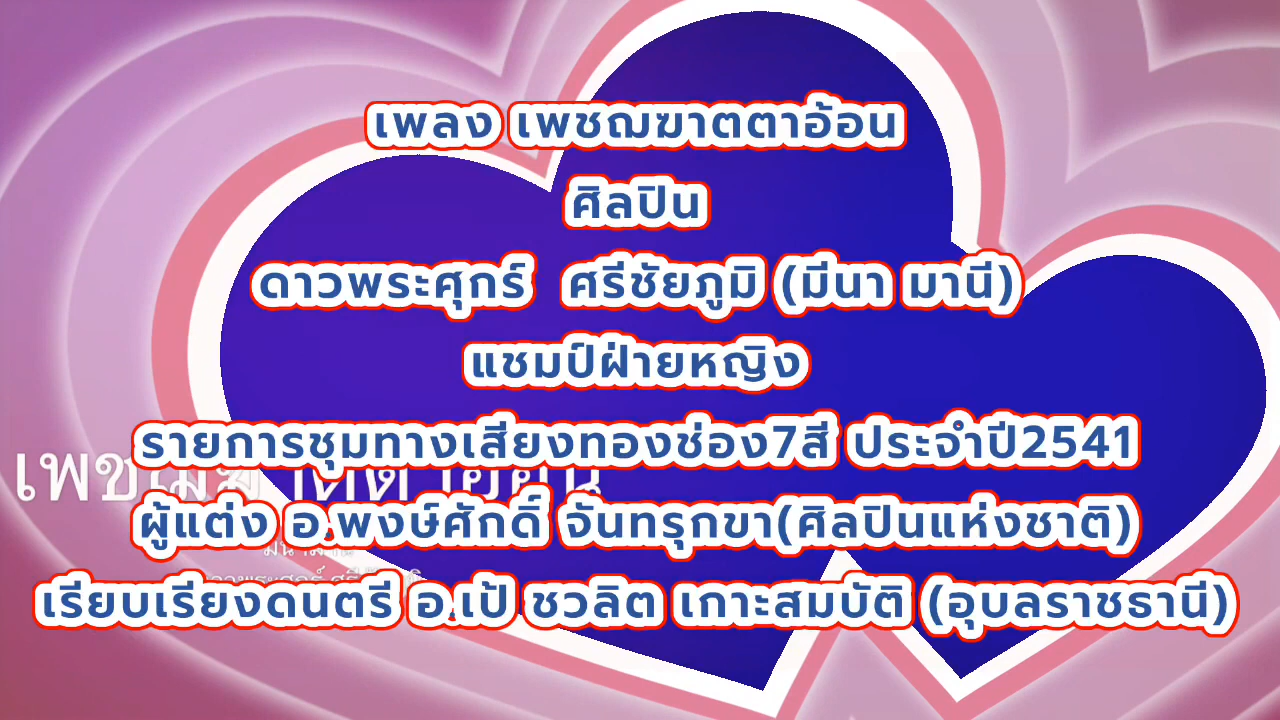 เพลง เพชฌฆาตตาอ้อน
ศิลปิน
ดาวพระศุกร์ ศรีชัยภูมิ (มีนา มานี)
แชมป์ฝ่ายหญิง
รายการชุมทางเสียงทองช่อง7สี ประจำปี2541
ผู้แต่ง อ.พงษ์ศักดิ์ จันทรุกขา(ศิลปินแห่งชาติ)
เรียบเรียงดนตรี อ.เป้ ชวลิต เกาะสมบัติ (อุบลราชธานี)